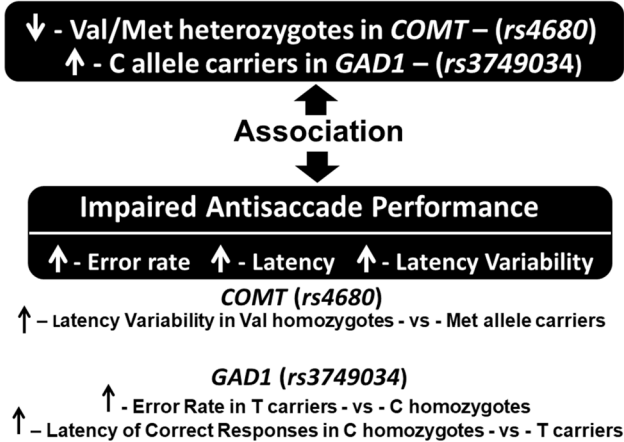 ↓ - Val/Met heterozygotes in COMT – (rs4680)
↑ - C allele carriers in GAD1 – (rs3749034)
Association
Impaired Antisaccade Performance
↑ - Error rate ↑ - Latency ↑ - Latency Variability
COMT (rs4680)
↑ – Latency Variability in Val homozygotes - vs - Met allele carriers
GAD1 (rs3749034)
↑ - Error Rate in T carriers - vs - C homozygotes
↑ – Latency of Correct Responses in C homozygotes - vs - T carriers